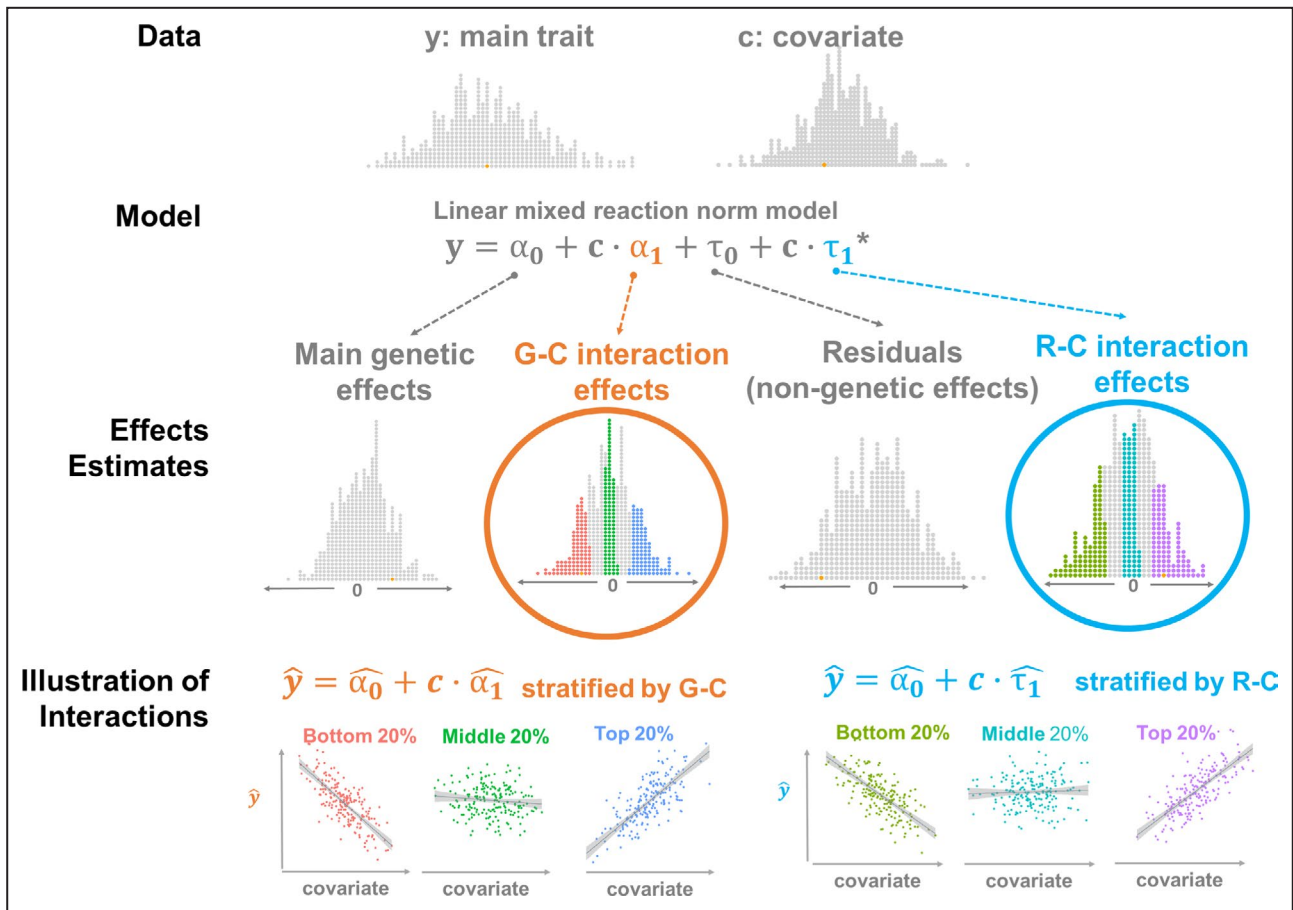 Data
y: main trait
c: covariate
Model
Linear mixed reaction norm model
y = α₀ + c · α₁ + τ₀ + c · τ₁*
Main genetic
effects
G-C interaction
effects
Residuals
(non-genetic effects)
R-C interaction
effects
Effects
Estimates
0
0
0
0
Illustration of
Interactions
ŷ = α̂₀ + c · α̂₁ stratified by G-C
ŷ = α̂₀ + c · τ̂₁ stratified by R-C
Bottom 20%
Middle 20%
Top 20%
Bottom 20%
Middle 20%
Top 20%
ŷ
ŷ
covariate
covariate
covariate
covariate
covariate
covariate